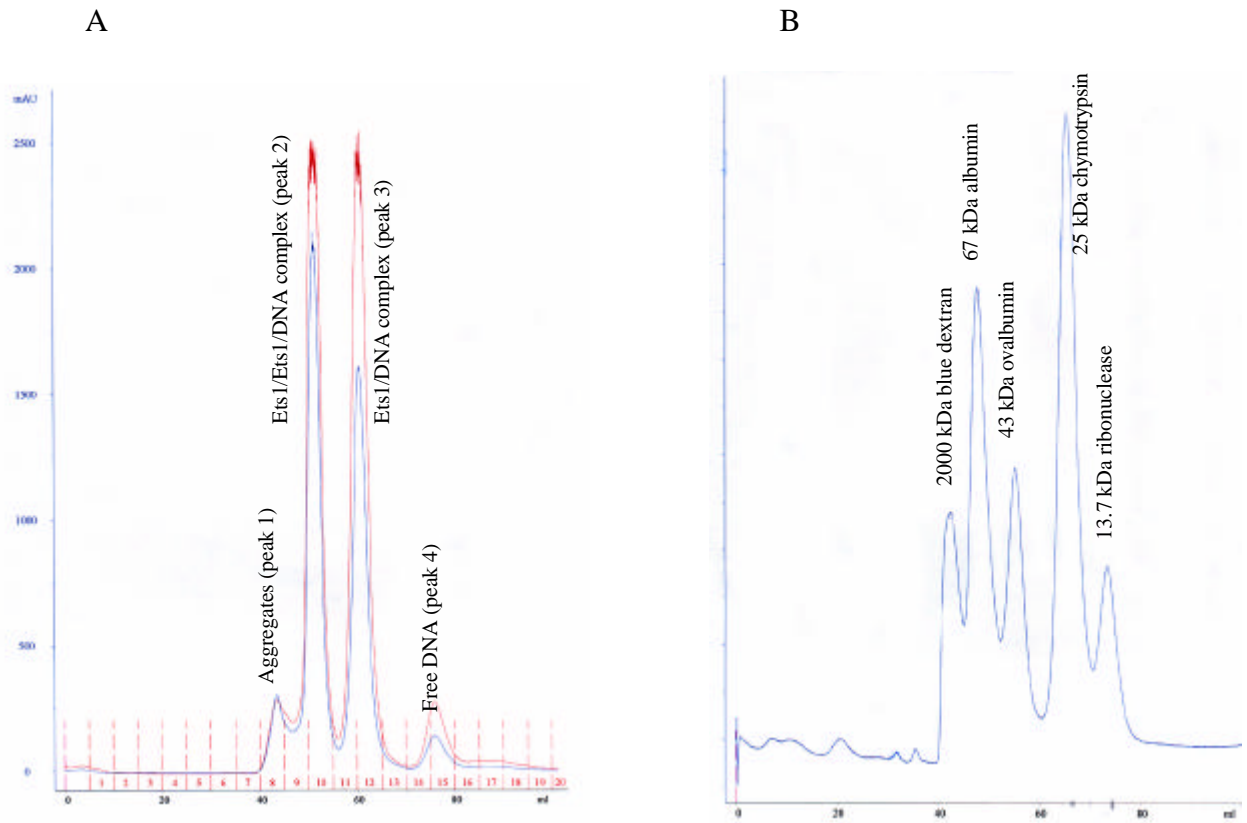 A
mAU
2500
2000
1500
1000
500
0
Aggregates (peak 1)
Ets1/Ets1/DNA complex (peak 2)
Ets1/DNA complex (peak 3)
Free DNA (peak 4)
1 2 3 4 5 6 7 8 9 10 11 12 13 14 15 16 17 18 19 20
0 20 40 60 80 ml
B
2000 kDa blue dextran
67 kDa albumin
43 kDa ovalbumin
25 kDa chymotrypsin
13.7 kDa ribonuclease
0 20 40 60 80 ml